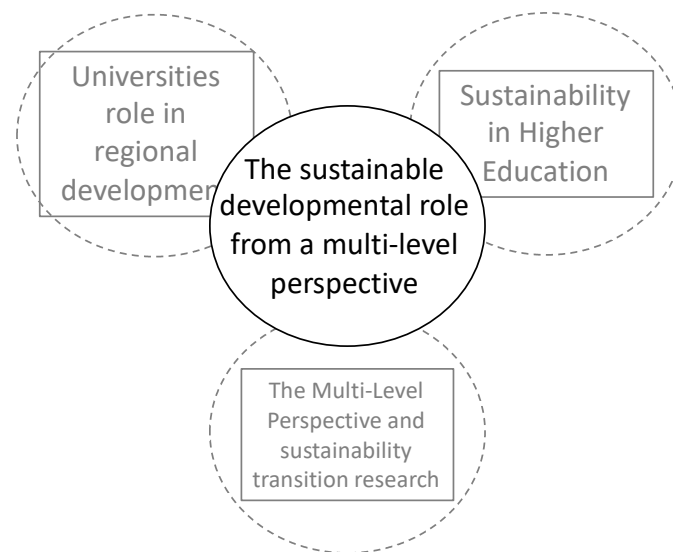 Universities
role in
regional
developmen
Sustainability
in Higher
Education
The sustainable
developmental role
from a multi-level
perspective
The Multi-Level
Perspective and
sustainability
transition research